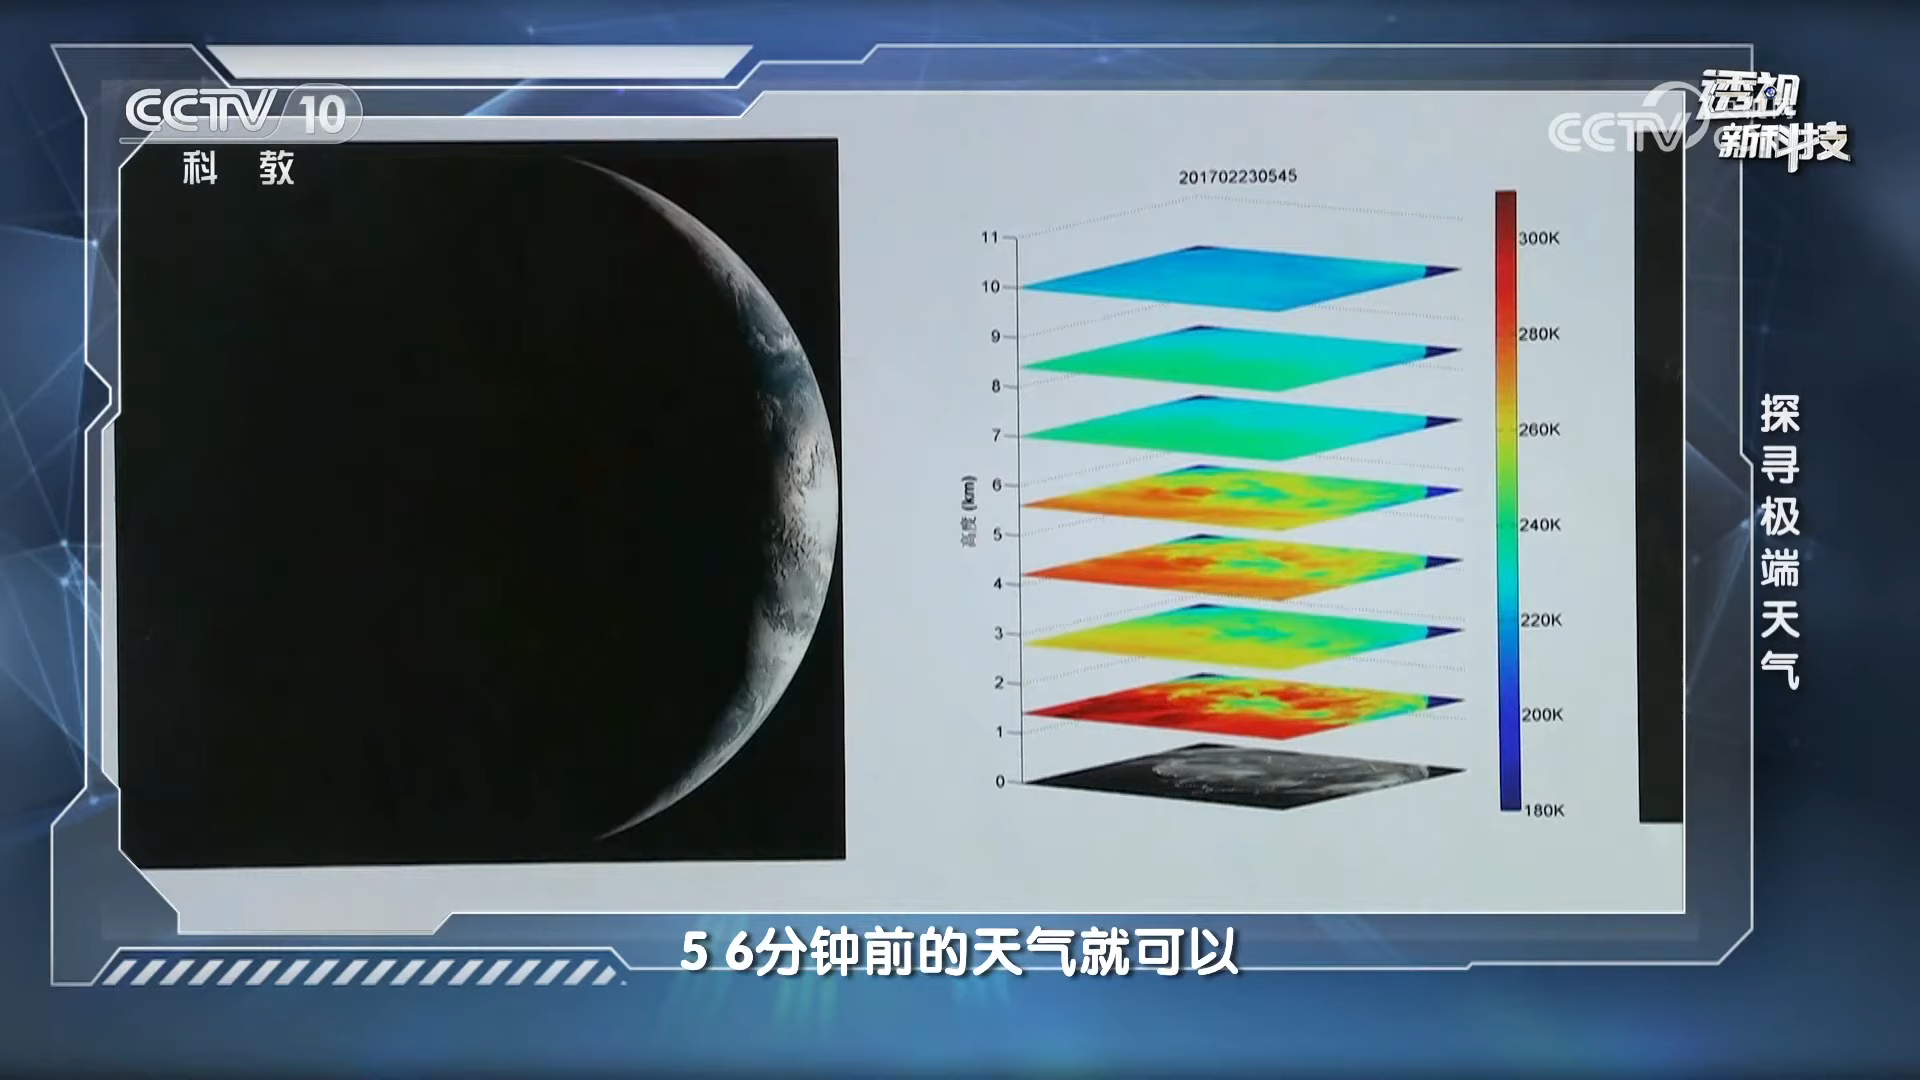 CCTV 10
科 教
CCTV
透视
新科技
201702230545
11
10
9
8
7
6
5
4
3
2
1
0
高度 (km)
300K
280K
260K
240K
220K
200K
180K
探寻极端天气
5 6分钟前的天气就可以